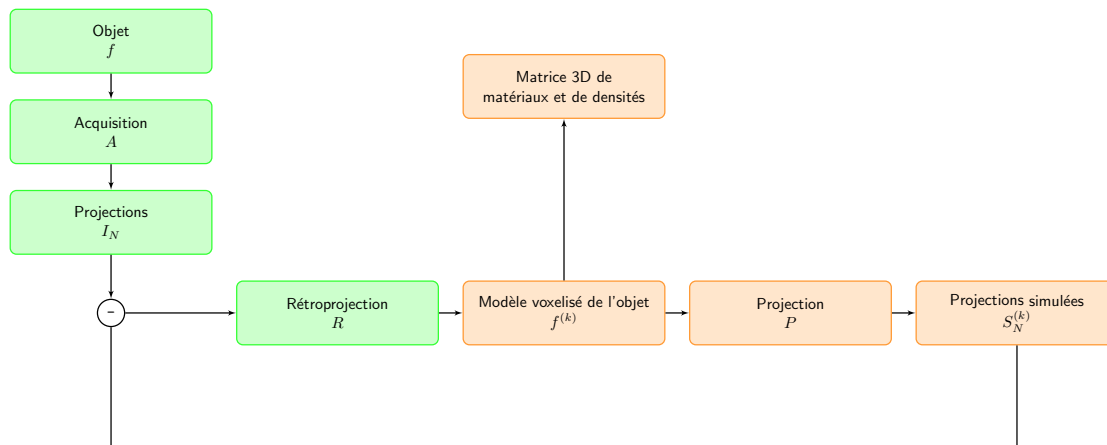 Objet
f
Acquisition
A
Projections
I_N
-
Rétroprojection
R
Matrice 3D de
matériaux et de densités
Modèle voxelisé de l'objet
f^(k)
Projection
P
Projections simulées
S_N^(k)